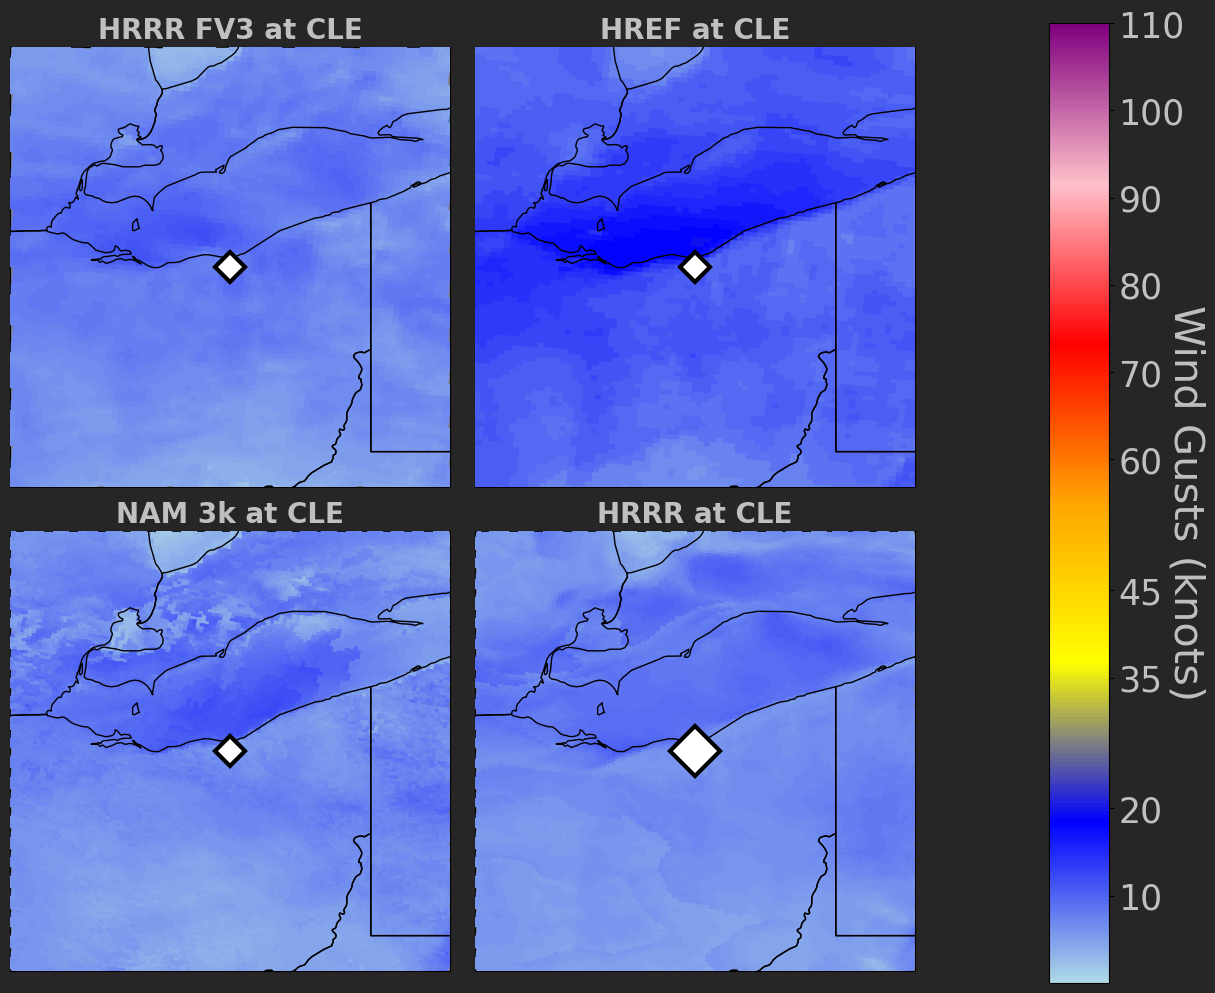 HRRR FV3 at CLE
HREF at CLE
NAM 3k at CLE
HRRR at CLE
110
100
90
80
70
60
45
35
20
10
Wind Gusts (knots)